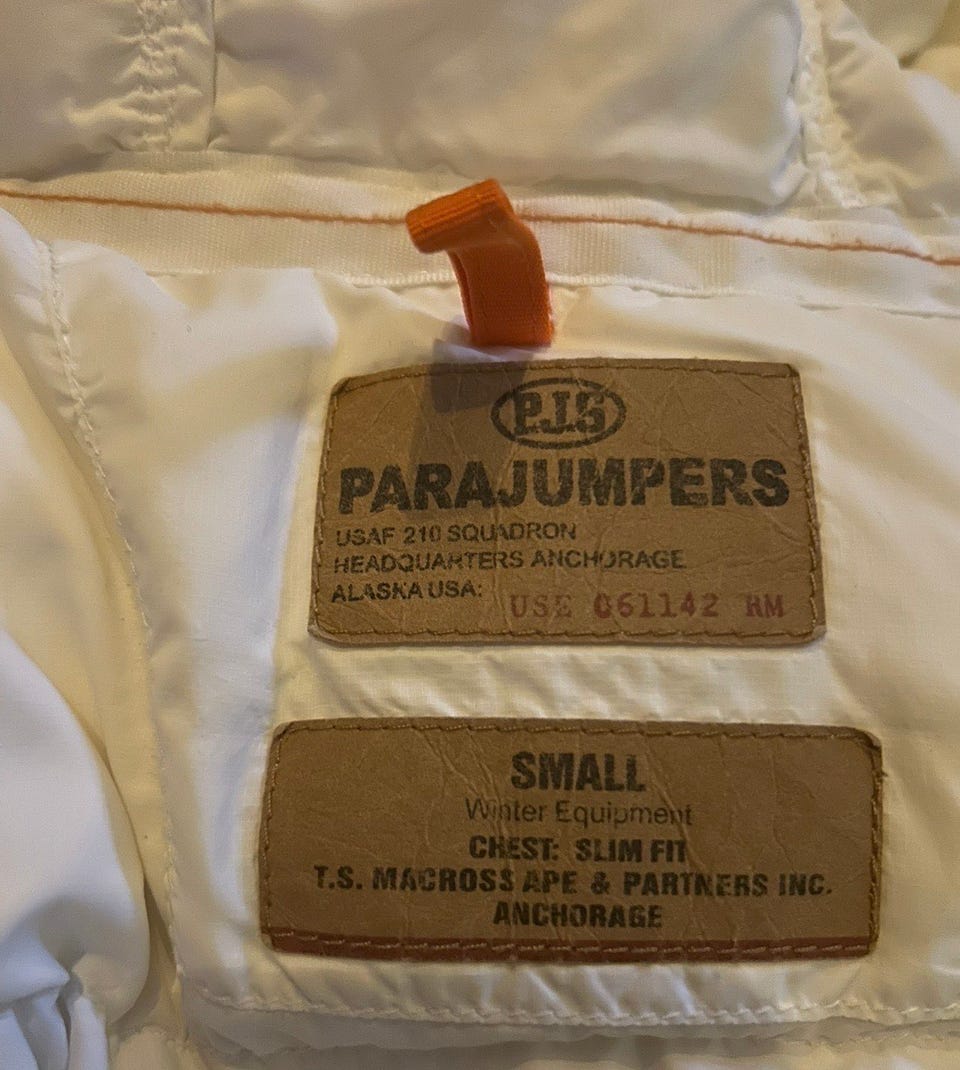 P.J.S
PARAJUMPERS
USAF 210 SQUADRON
HEADQUARTERS ANCHORAGE
ALASKA USA: USE 061142 RM
SMALL
Winter Equipment
CHEST: SLIM FIT
T.S. MACROSS APE & PARTNERS INC.
ANCHORAGE